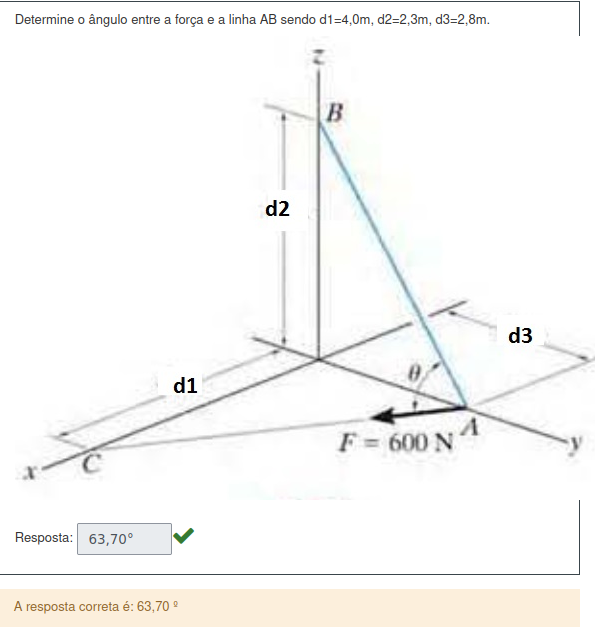 Determine o ângulo entre a força e a linha AB sendo d1=4,0m, d2=2,3m, d3=2,8m.
z
B
d2
d3
θ
d1
F = 600 N
A
y
x
C
Resposta: 63,70°
A resposta correta é: 63,70 º